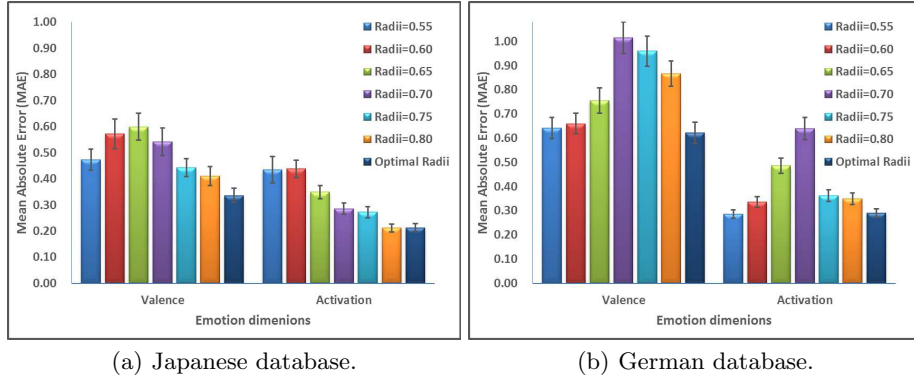 1.00
0.90
0.80
0.70
0.60
0.50
0.40
0.30
0.20
0.10
0.00
Mean Absolute Error (MAE)
Radii=0.55
Radii=0.60
Radii=0.65
Radii=0.70
Radii=0.75
Radii=0.80
Optimal Radii
Valence
Activation
Emotion dimenions
(a) Japanese database.
1.00
0.90
0.80
0.70
0.60
0.50
0.40
0.30
0.20
0.10
0.00
Mean Absolute Error (MAE)
Radii=0.55
Radii=0.60
Radii=0.65
Radii=0.70
Radii=0.75
Radii=0.80
Optimal Radii
Valence
Activation
Emotion dimenions
(b) German database.